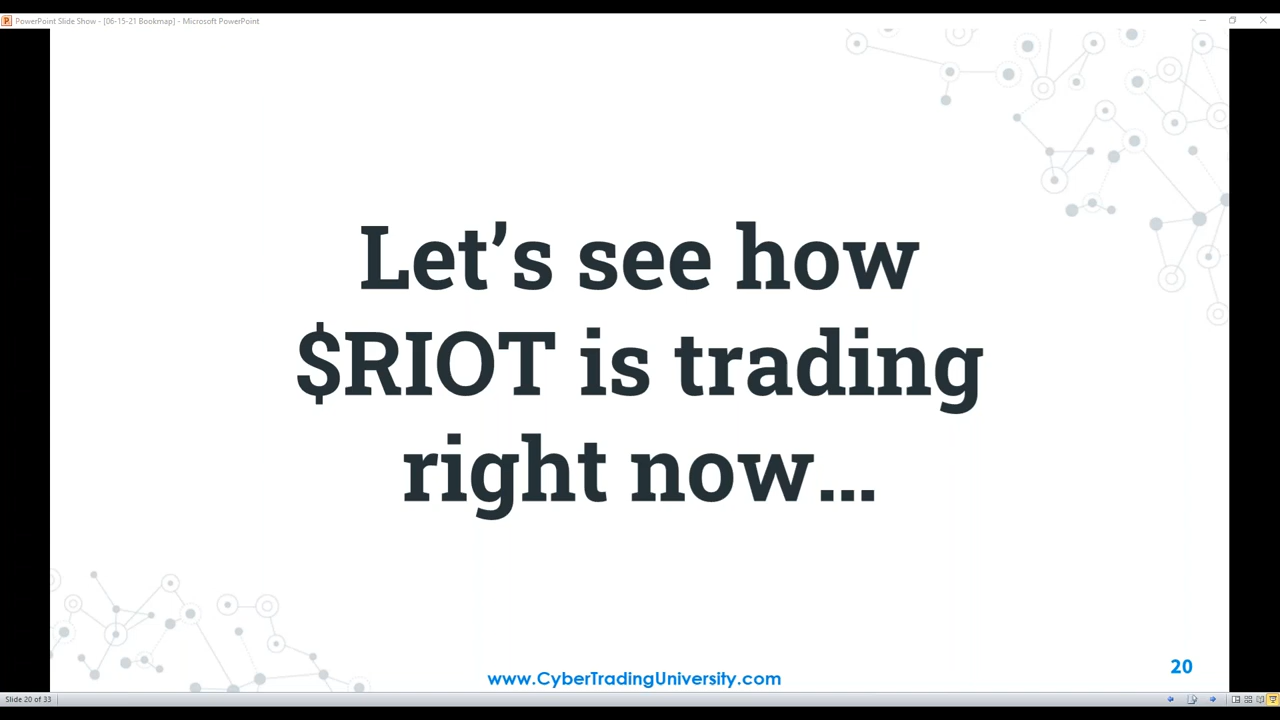 PowerPoint Slide Show - [06-15-21 Bookmap] - Microsoft PowerPoint
Let’s see how
$RIOT is trading
right now...
www.CyberTradingUniversity.com
20
Slide 20 of 33